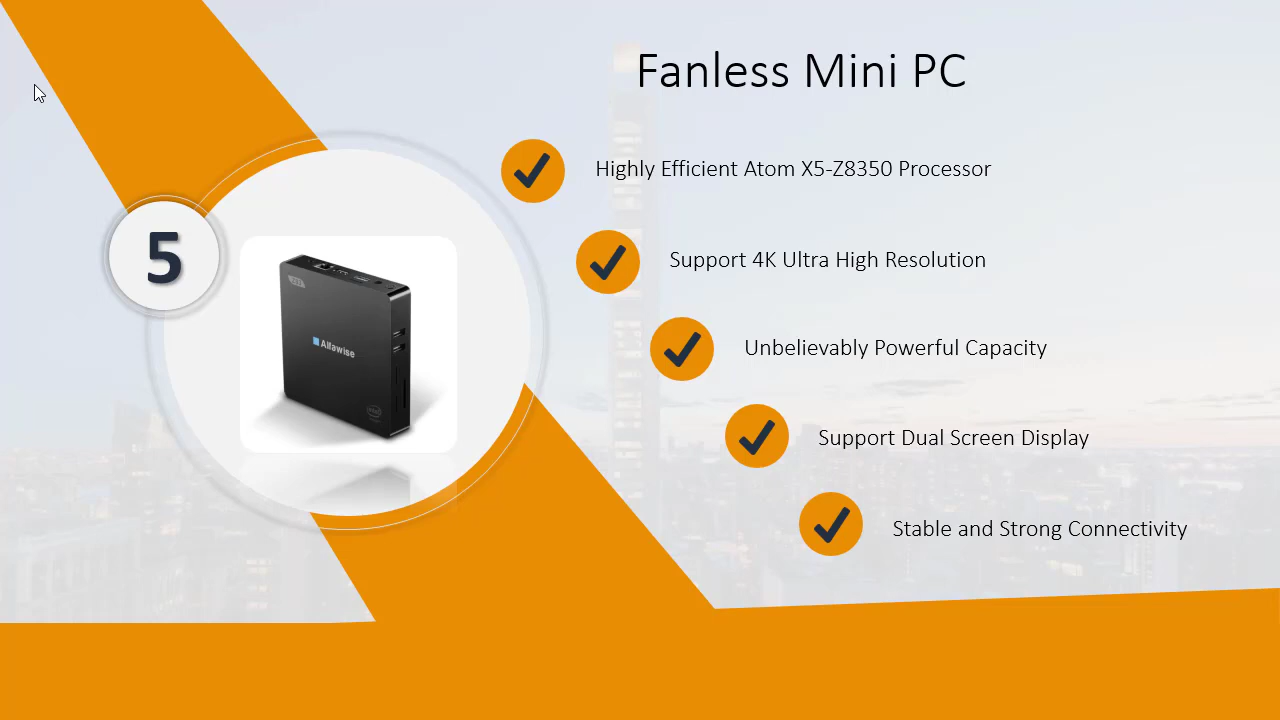 Fanless Mini PC
Highly Efficient Atom X5-Z8350 Processor
5
Support 4K Ultra High Resolution
Alfawise
Unbelievably Powerful Capacity
Support Dual Screen Display
Stable and Strong Connectivity